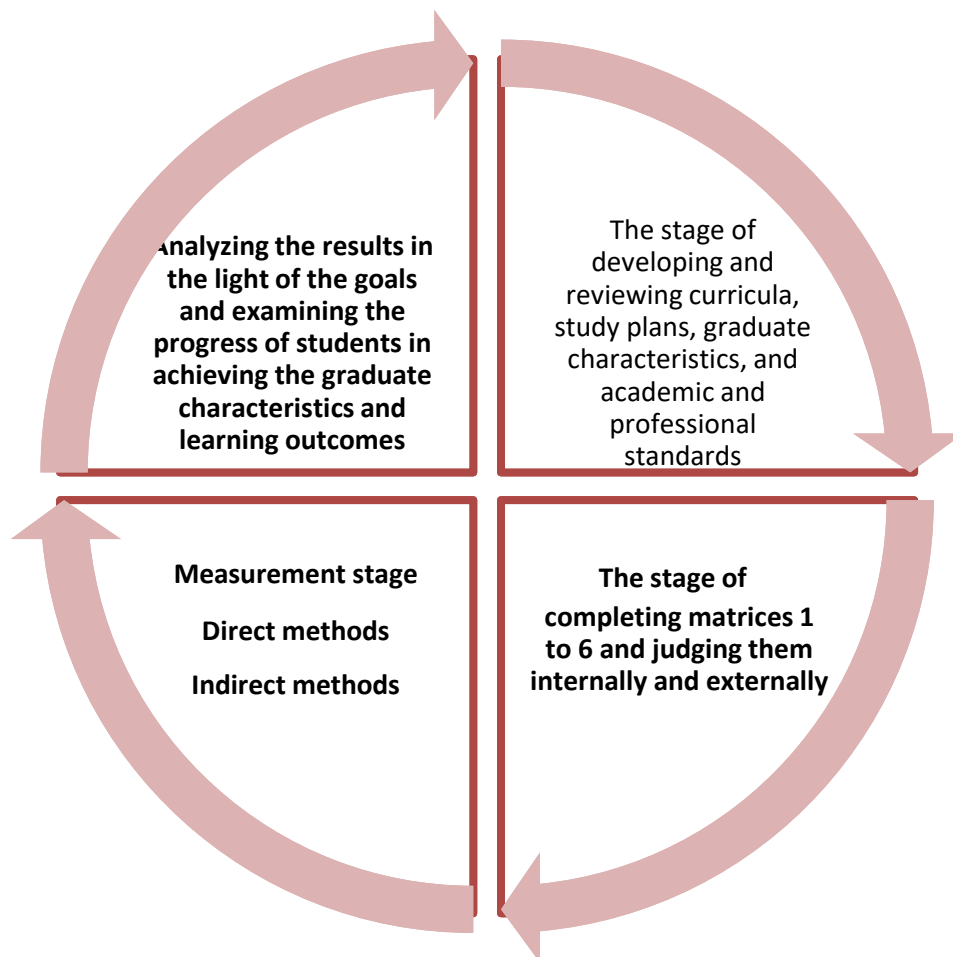 Analyzing the results in
the light of the goals
and examining the
progress of students in
achieving the graduate
characteristics and
learning outcomes
The stage of
developing and
reviewing curricula,
study plans, graduate
characteristics, and
academic and
professional
standards
Measurement stage
Direct methods
Indirect methods
The stage of
completing matrices 1
to 6 and judging them
internally and externally